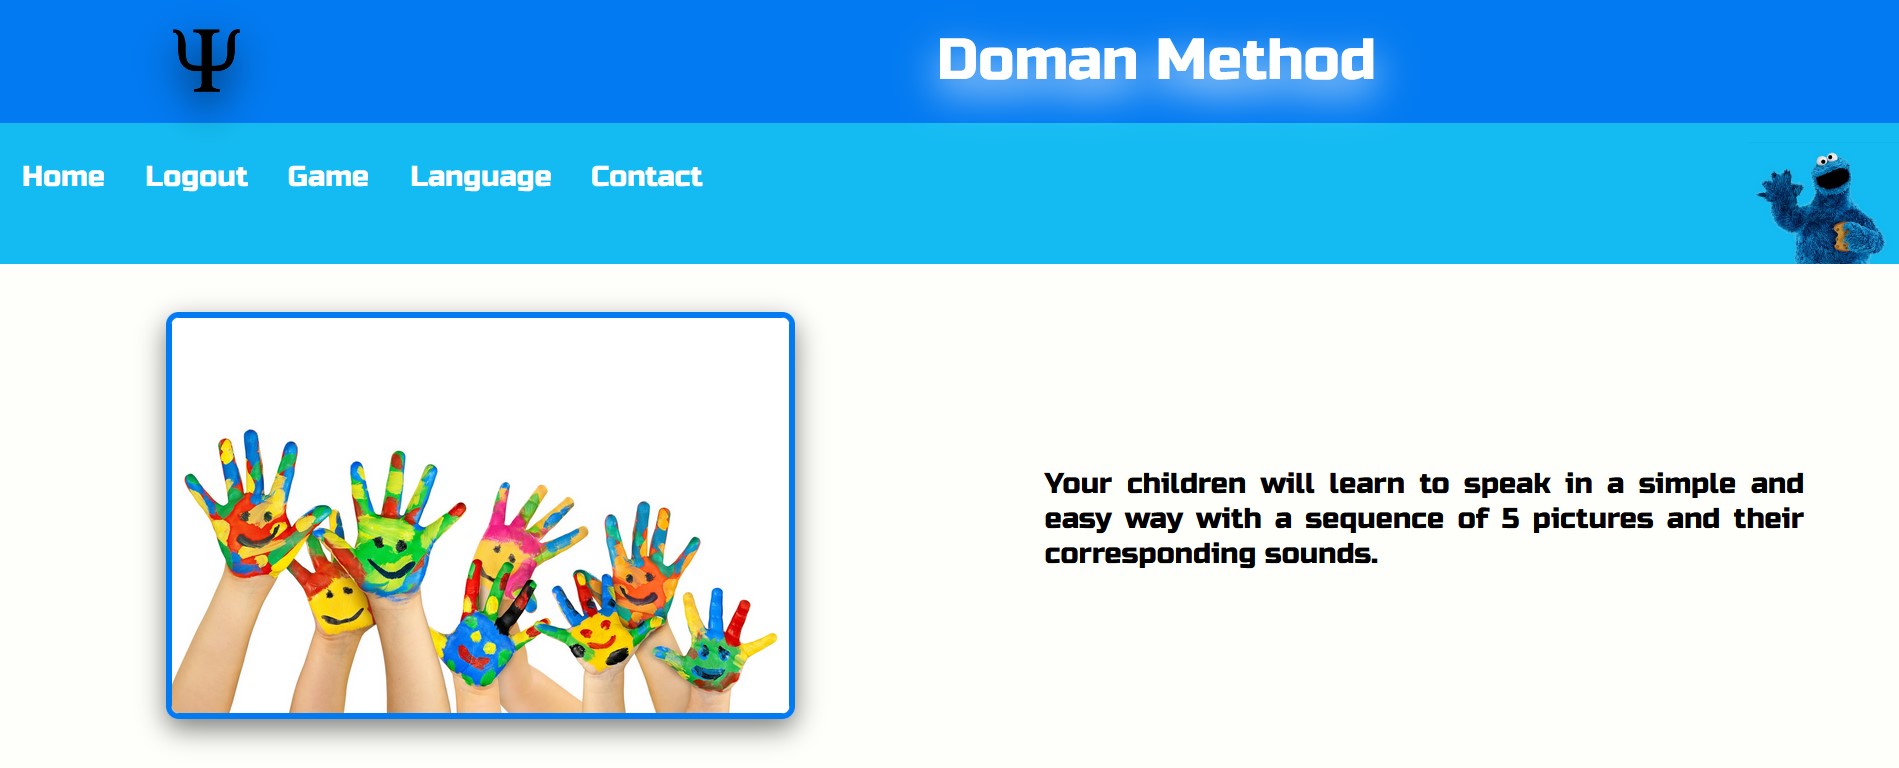 Ψ
Doman Method
Home Logout Game Language Contact
Your children will learn to speak in a simple and
easy way with a sequence of 5 pictures and their
corresponding sounds.